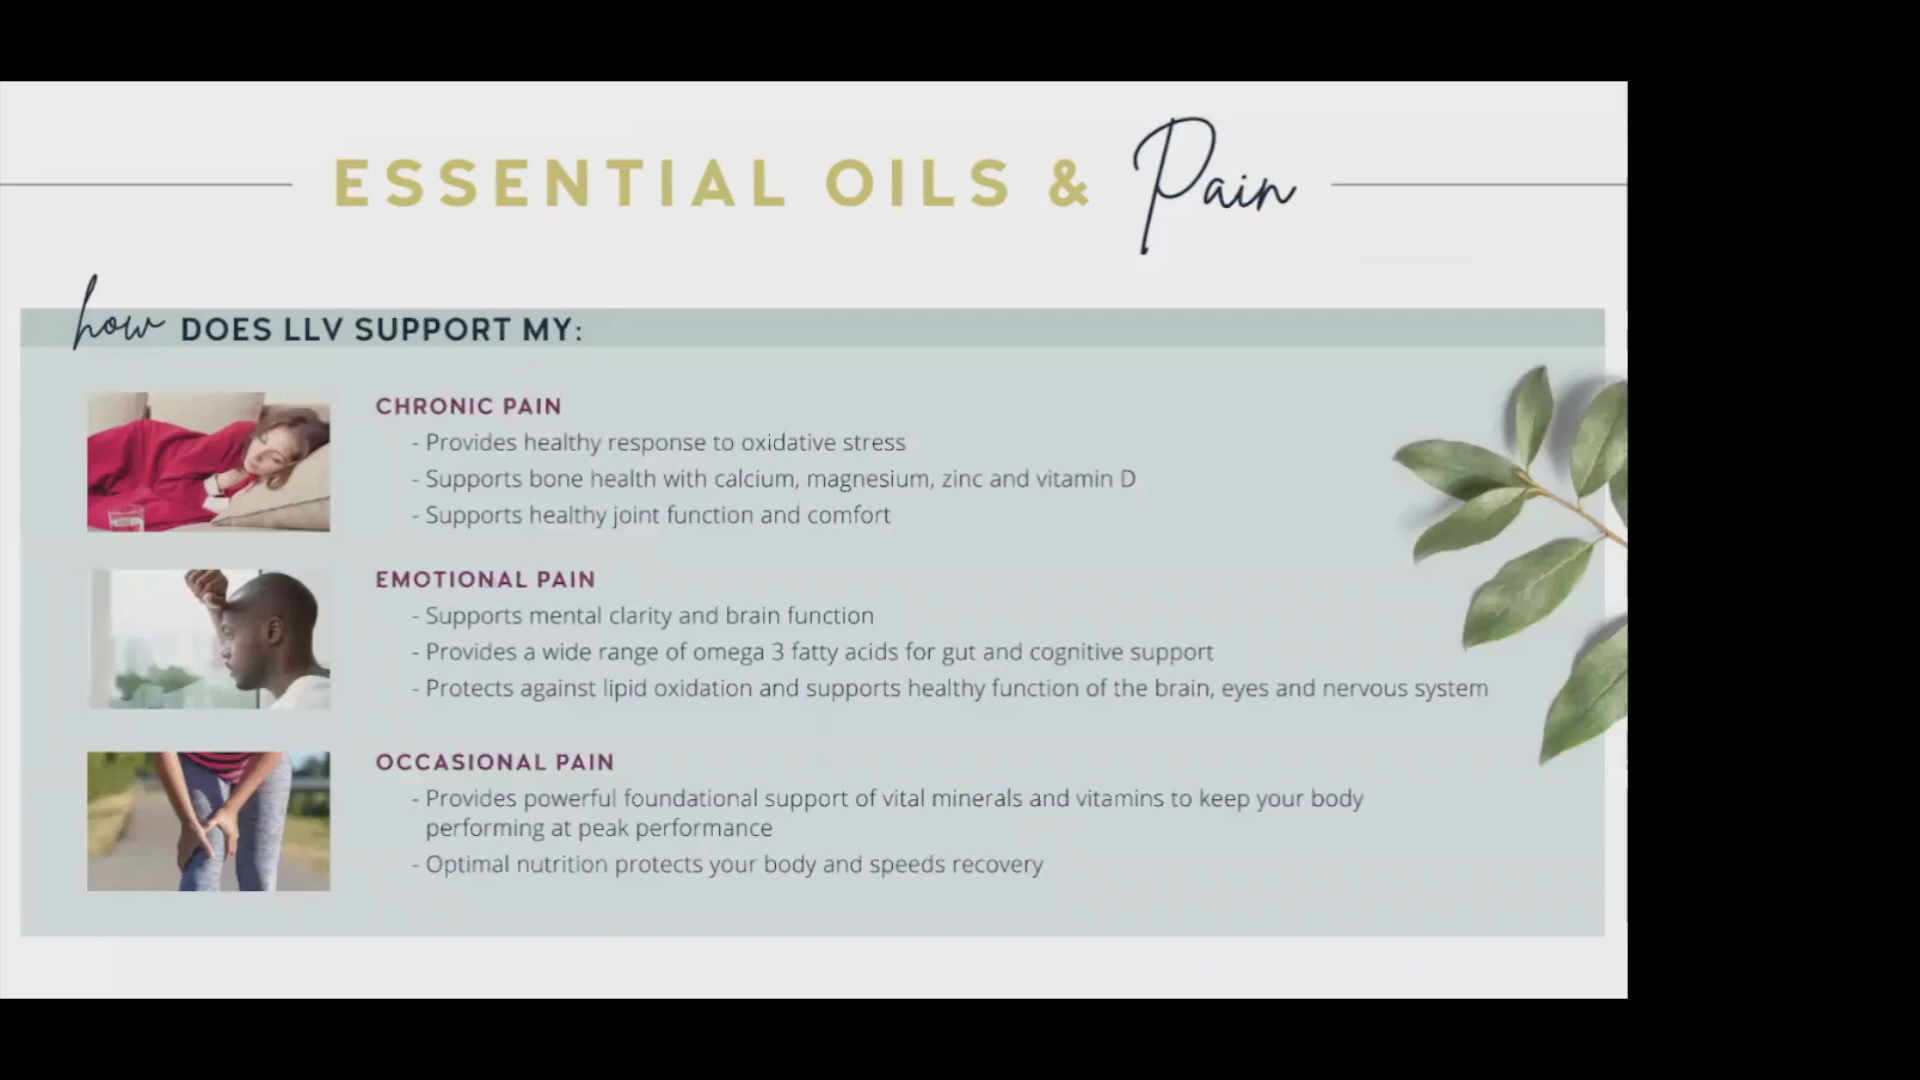 ESSENTIAL OILS & Pain
how DOES LLV SUPPORT MY:
CHRONIC PAIN
- Provides healthy response to oxidative stress
- Supports bone health with calcium, magnesium, zinc and vitamin D
- Supports healthy joint function and comfort
EMOTIONAL PAIN
- Supports mental clarity and brain function
- Provides a wide range of omega 3 fatty acids for gut and cognitive support
- Protects against lipid oxidation and supports healthy function of the brain, eyes and nervous system
OCCASIONAL PAIN
- Provides powerful foundational support of vital minerals and vitamins to keep your body
performing at peak performance
- Optimal nutrition protects your body and speeds recovery